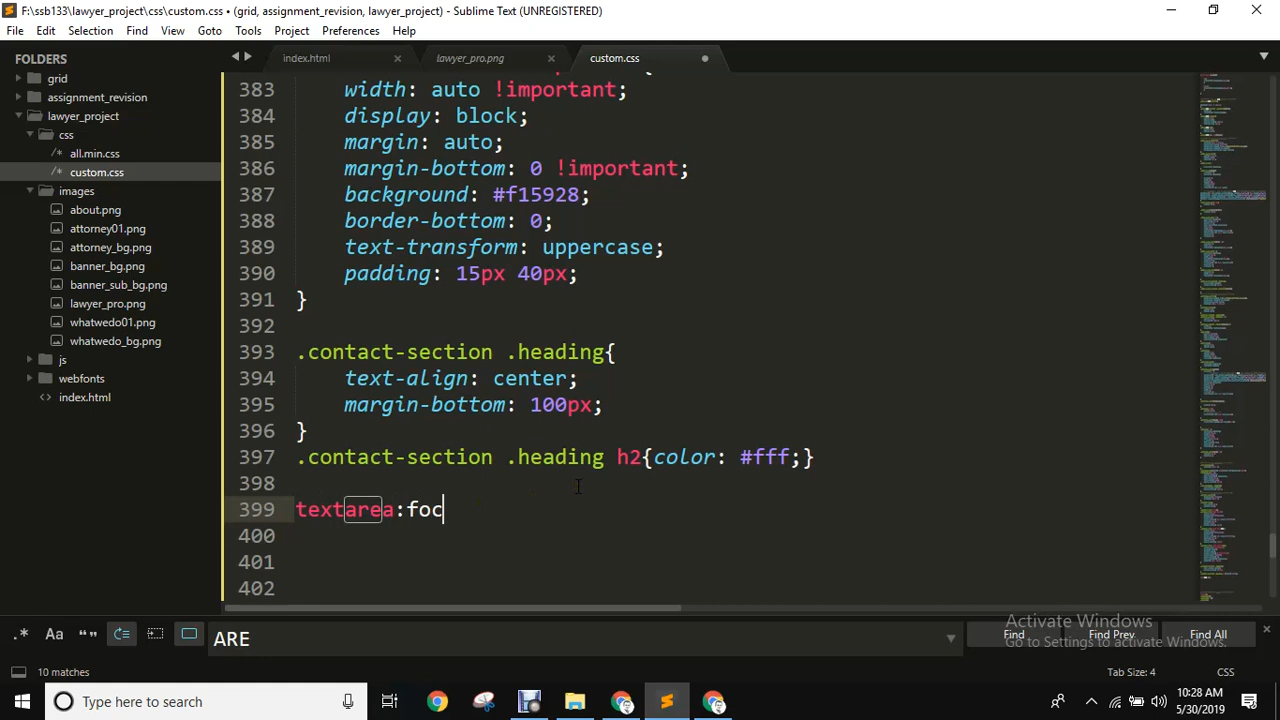 F:\ssb133\lawyer_project\css\custom.css • (grid, assignment_revision, lawyer_project) - Sublime Text (UNREGISTERED)
File Edit Selection Find View Goto Tools Project Preferences Help
FOLDERS
grid
assignment_revision
lawyer_project
css
/* all.min.css
/* custom.css
images
about.png
attorney01.png
attorney_bg.png
banner_bg.png
banner_sub_bg.png
lawyer_pro.png
whatwedo01.png
whatwedo_bg.png
js
webfonts
index.html
index.html lawyer_pro.png custom.css
383 width: auto !important;
384 display: block;
385 margin: auto;
386 margin-bottom: 0 !important;
387 background: #f15928;
388 border-bottom: 0;
389 text-transform: uppercase;
390 padding: 15px 40px;
391 }
392
393 .contact-section .heading{
394 text-align: center;
395 margin-bottom: 100px;
396 }
397 .contact-section .heading h2{color: #fff;}
398
399 textarea:foc
400
401
402
.* Aa “” ARE Find Find Prev Find All
Activate Windows
Go to Settings to activate Windows.
10 matches Tab Size: 4 CSS
Type here to search
10:28 AM
5/30/2019